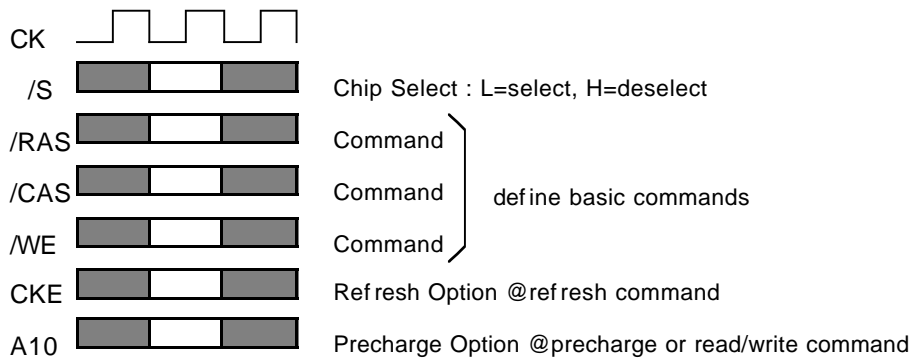 CK
/S Chip Select : L=select, H=deselect
/RAS Command
/CAS Command define basic commands
/WE Command
CKE Refresh Option @refresh command
A10 Precharge Option @precharge or read/write command